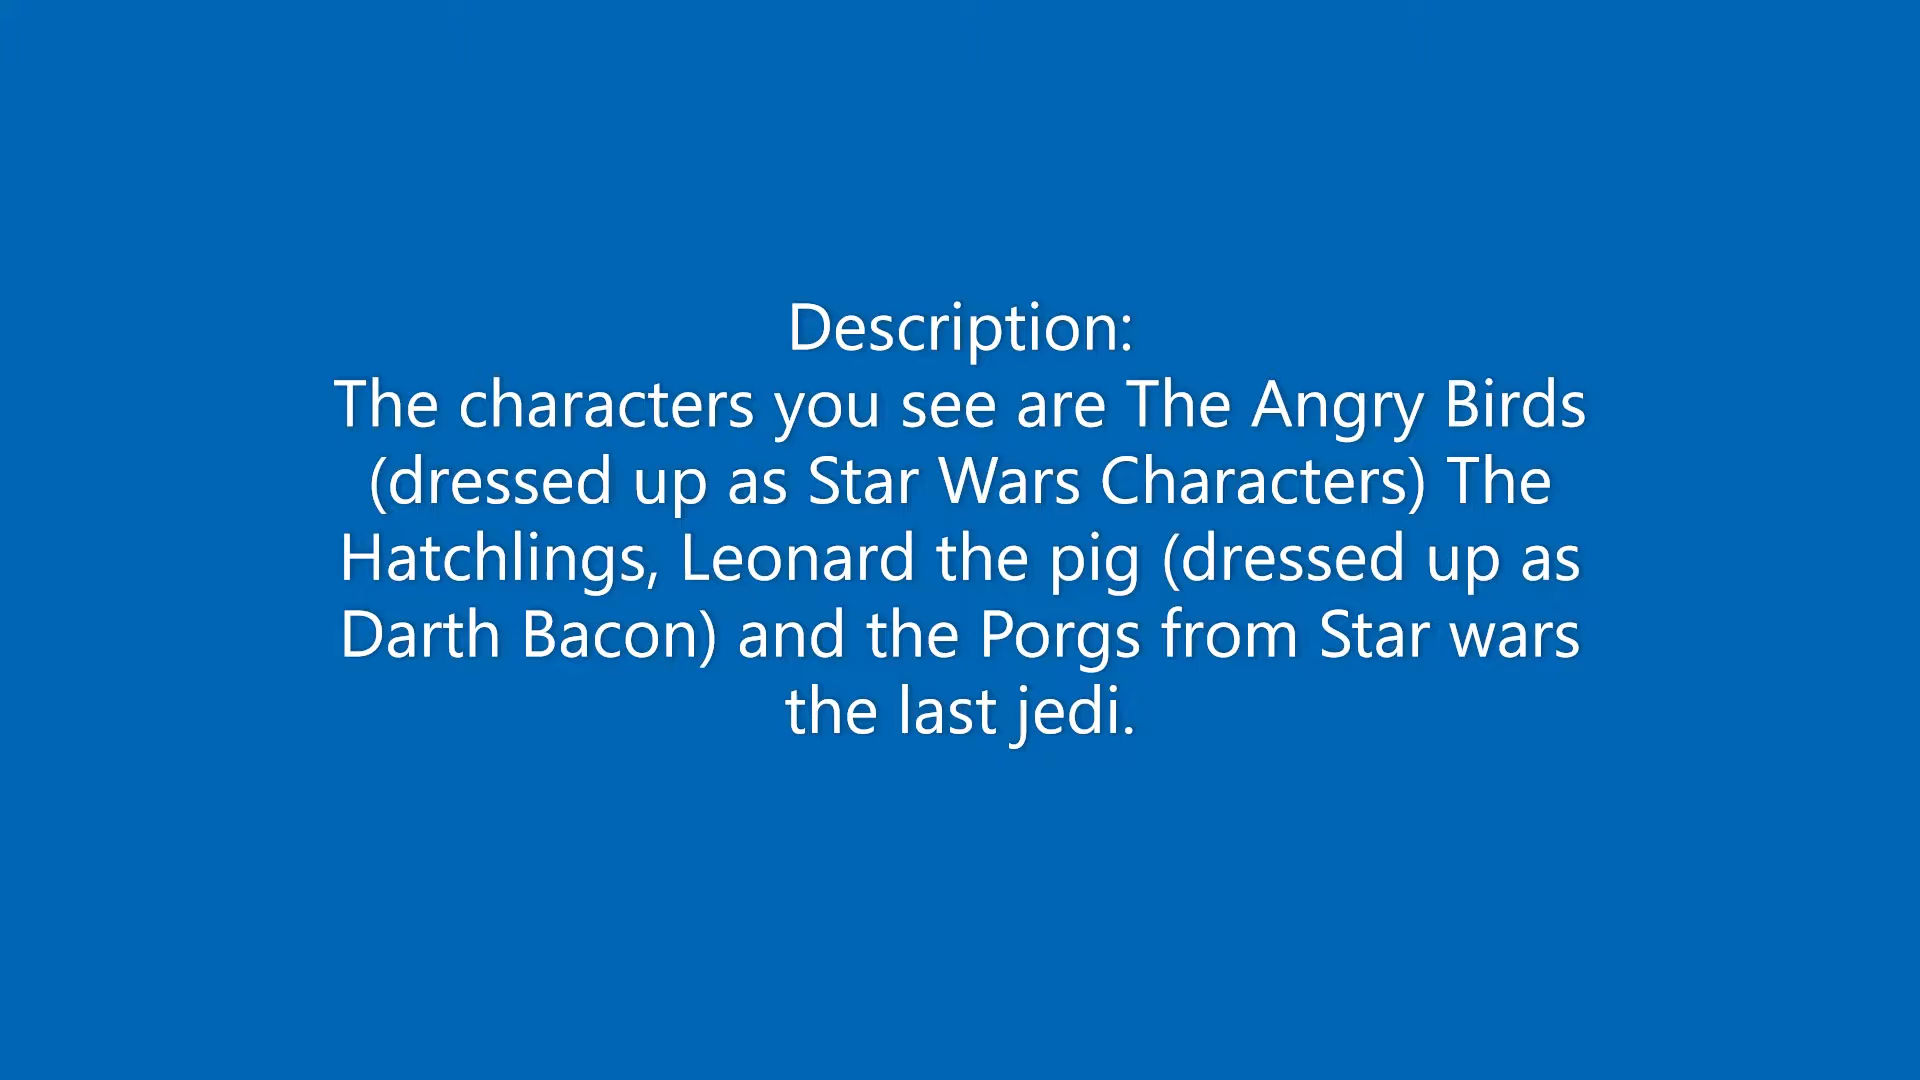 Description:
The characters you see are The Angry Birds
(dressed up as Star Wars Characters) The
Hatchlings, Leonard the pig (dressed up as
Darth Bacon) and the Porgs from Star wars
the last jedi.